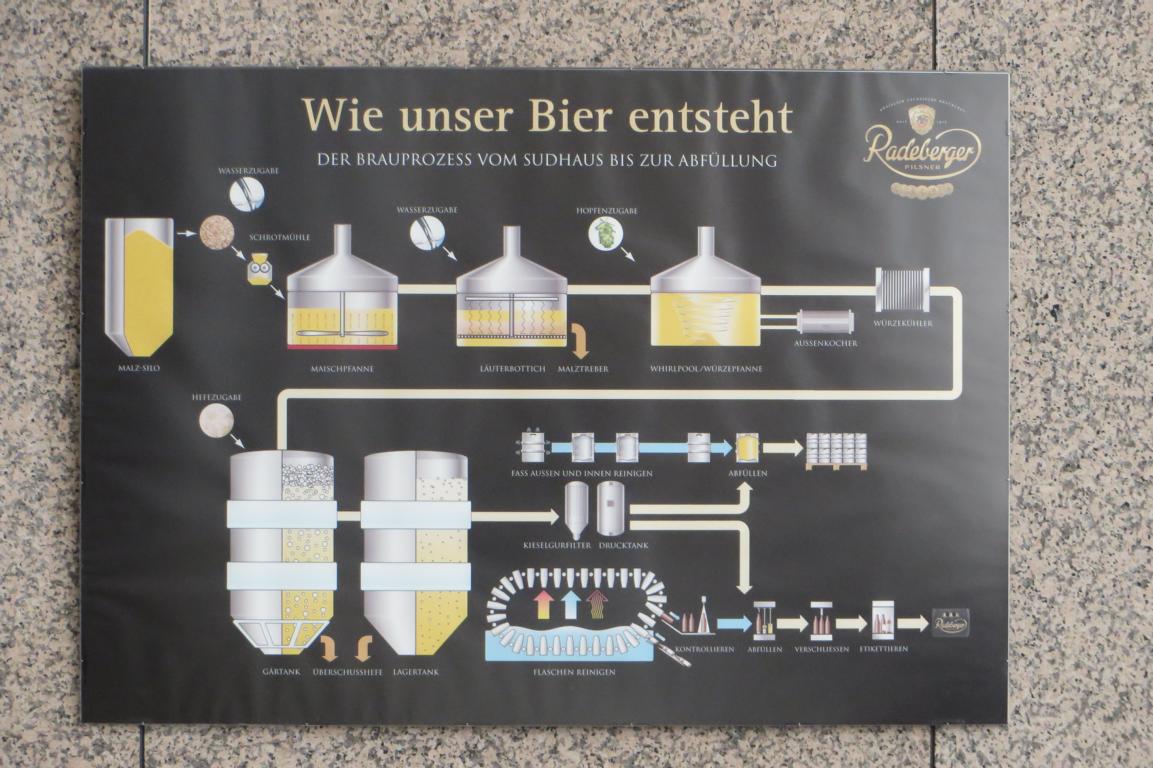 Wie unser Bier entsteht
DER BRAUPROZESS VOM SUDHAUS BIS ZUR ABFÜLLUNG
Radeberger
PILSNER
WASSERZUGABE
SCHROTMÜHLE
WASSERZUGABE
HOPFENZUGABE
WÜRZEKÜHLER
AUSSENKOCHER
MALZ-SILO
MAISCHPFANNE
LÄUTERBOTTICH
MALZTREBER
WHIRLPOOL/WÜRZEPFANNE
HEFEZUGABE
FASS AUSSEN UND INNEN REINIGEN
ABFÜLLEN
KIESELGURFILTER
DRUCKTANK
KONTROLLIEREN
ABFÜLLEN
VERSCHLIESSEN
ETIKETTIEREN
Radeberger
GÄRTANK
ÜBERSCHUSSHEFE
LAGERTANK
FLASCHEN REINIGEN